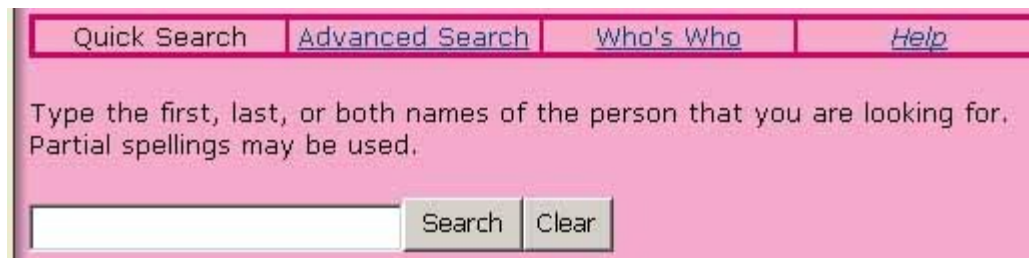 Quick Search Advanced Search Who's Who Help
Type the first, last, or both names of the person that you are looking for.
Partial spellings may be used.
Search Clear